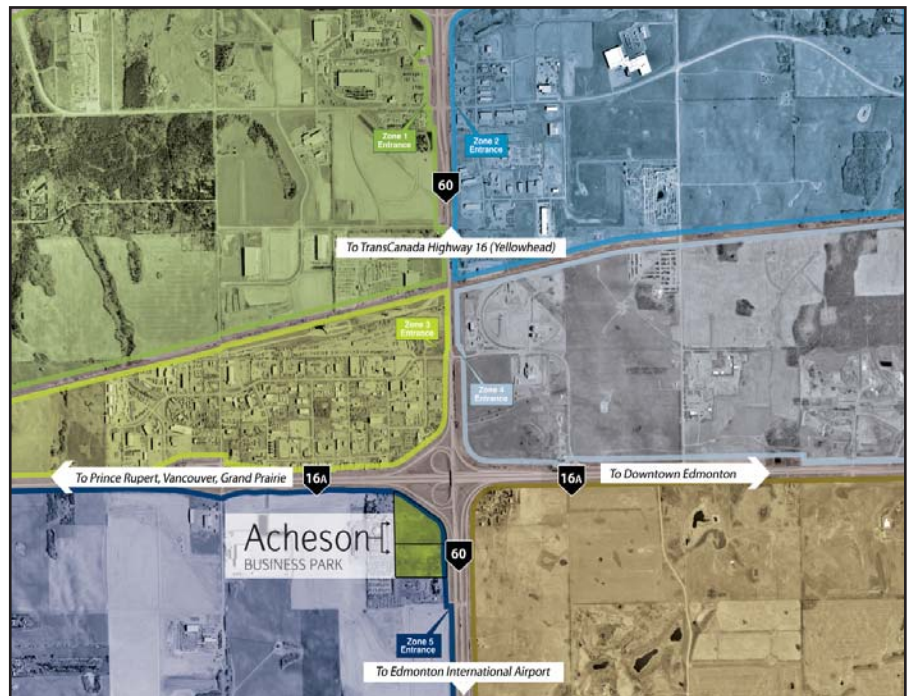 Zone 1
Entrance
Zone 2
Entrance
60
To TransCanada Highway 16 (Yellowhead)
Zone 3
Entrance
Zone 4
Entrance
To Prince Rupert, Vancouver, Grand Prairie
16A
16A
To Downtown Edmonton
Acheson
BUSINESS PARK
60
Zone 5
Entrance
To Edmonton International Airport